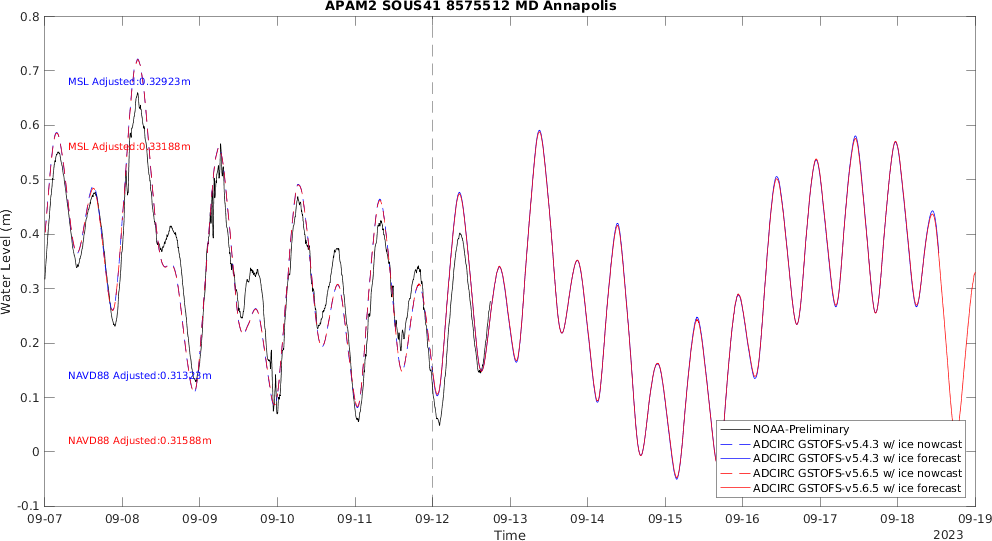 APAM2 SOUS41 8575512 MD Annapolis
0.8
0.7
0.6
0.5
0.4
0.3
0.2
0.1
0
-0.1
Water Level (m)
MSL Adjusted:0.32923m
MSL Adjusted:0.33188m
NAVD88 Adjusted:0.31323m
NAVD88 Adjusted:0.31588m
NOAA-Preliminary
ADCIRC GSTOFS-v5.4.3 w/ ice nowcast
ADCIRC GSTOFS-v5.4.3 w/ ice forecast
ADCIRC GSTOFS-v5.6.5 w/ ice nowcast
ADCIRC GSTOFS-v5.6.5 w/ ice forecast
09-07 09-08 09-09 09-10 09-11 09-12 09-13 09-14 09-15 09-16 09-17 09-18 09-19
Time
2023